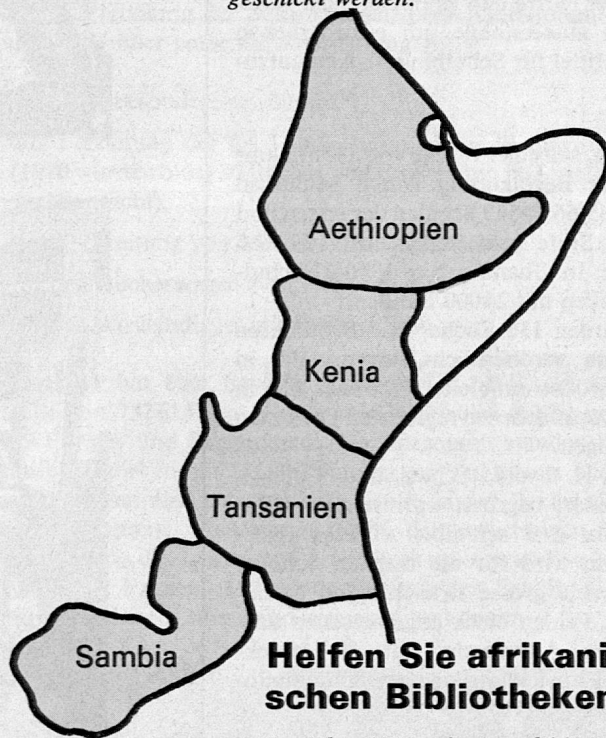 geschickt werden.
Aethiopien
Kenia
Tansanien
Sambia
Helfen Sie afrikani-
schen Bibliotheken